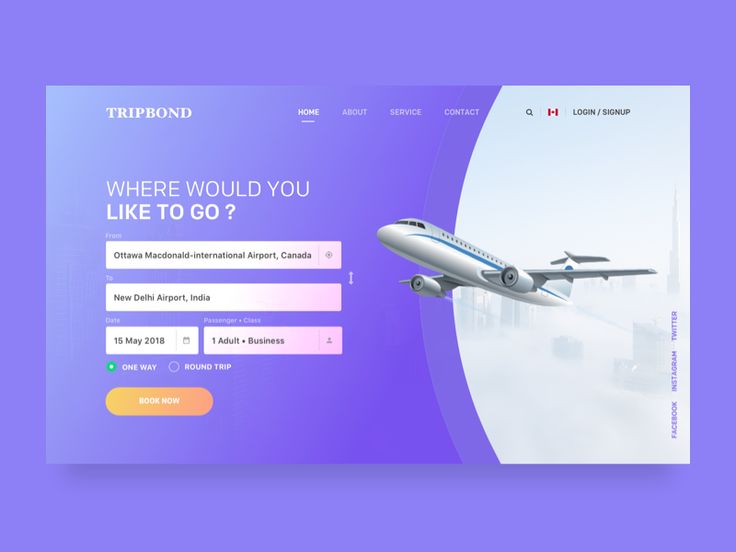 TRIPBOND
HOME ABOUT SERVICE CONTACT LOGIN / SIGNUP
WHERE WOULD YOU
LIKE TO GO ?
From
Ottawa Macdonald-international Airport, Canada
To
New Delhi Airport, India
Date Passenger • Class
15 May 2018 1 Adult • Business
ONE WAY ROUND TRIP
BOOK NOW
FACEBOOK INSTAGRAM TWITTER